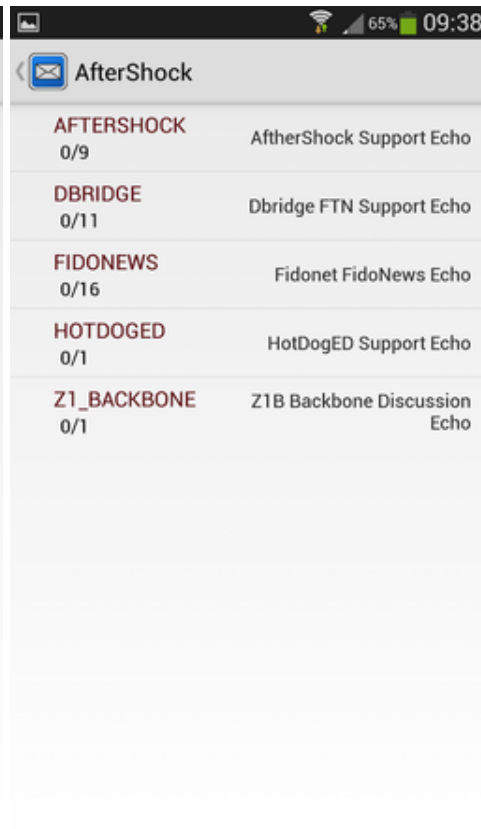 65% 09:38
AfterShock
AFTERSHOCK
AftherShock Support Echo
0/9
DBRIDGE
Dbridge FTN Support Echo
0/11
FIDONEWS
Fidonet FidoNews Echo
0/16
HOTDOGED
HotDogED Support Echo
0/1
Z1_BACKBONE
Z1B Backbone Discussion
Echo
0/1